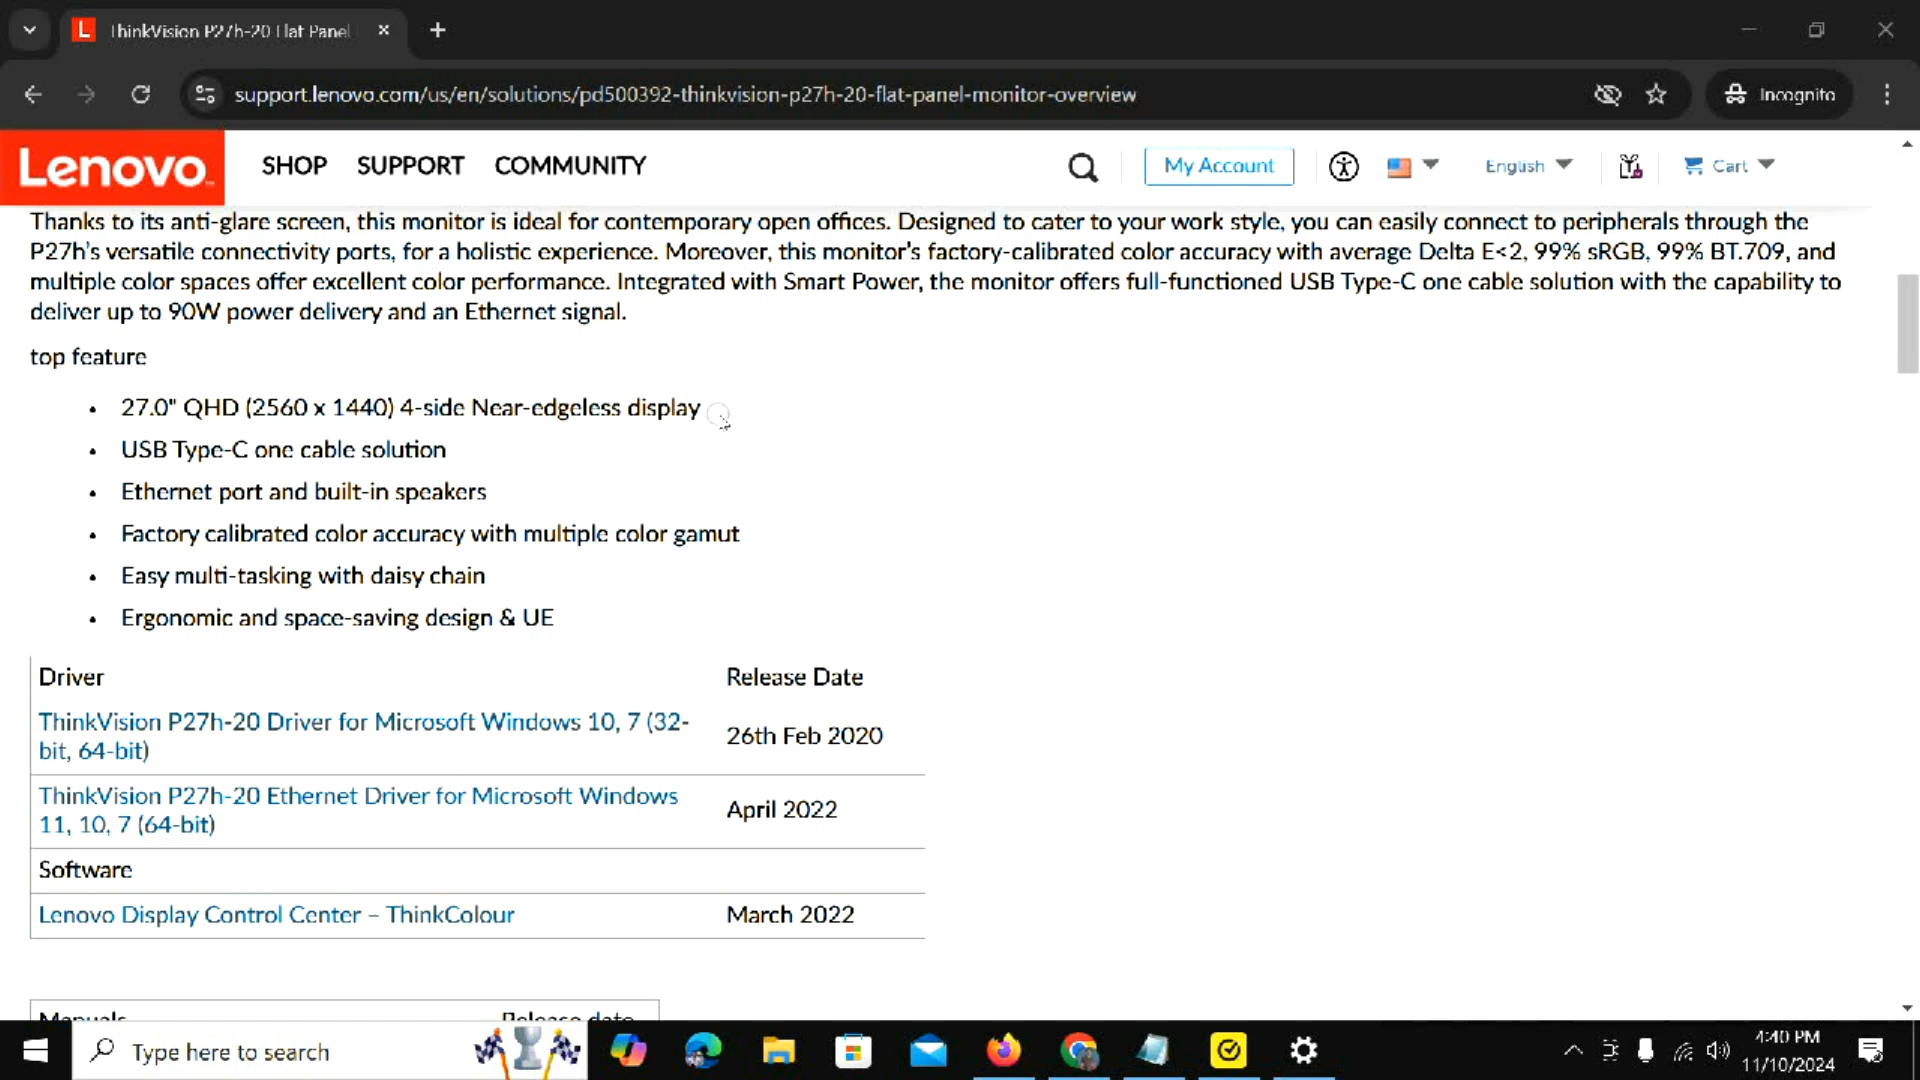 ThinkVision P27h-20 Flat Panel
support.lenovo.com/us/en/solutions/pd500392-thinkvision-p27h-20-flat-panel-monitor-overview
Incognito
Lenovo
SHOP SUPPORT COMMUNITY
My Account
English
Cart
Thanks to its anti-glare screen, this monitor is ideal for contemporary open offices. Designed to cater to your work style, you can easily connect to peripherals through the
P27h's versatile connectivity ports, for a holistic experience. Moreover, this monitor's factory-calibrated color accuracy with average Delta E<2, 99% sRGB, 99% BT.709, and
multiple color spaces offer excellent color performance. Integrated with Smart Power, the monitor offers full-functioned USB Type-C one cable solution with the capability to
deliver up to 90W power delivery and an Ethernet signal.
top feature
• 27.0" QHD (2560 x 1440) 4-side Near-edgeless display
• USB Type-C one cable solution
• Ethernet port and built-in speakers
• Factory calibrated color accuracy with multiple color gamut
• Easy multi-tasking with daisy chain
• Ergonomic and space-saving design & UE
Driver Release Date
ThinkVision P27h-20 Driver for Microsoft Windows 10, 7 (32-
bit, 64-bit)
26th Feb 2020
ThinkVision P27h-20 Ethernet Driver for Microsoft Windows
11, 10, 7 (64-bit)
April 2022
Software
Lenovo Display Control Center – ThinkColour March 2022
Manuals Release date
Type here to search
4:40 PM
11/10/2024